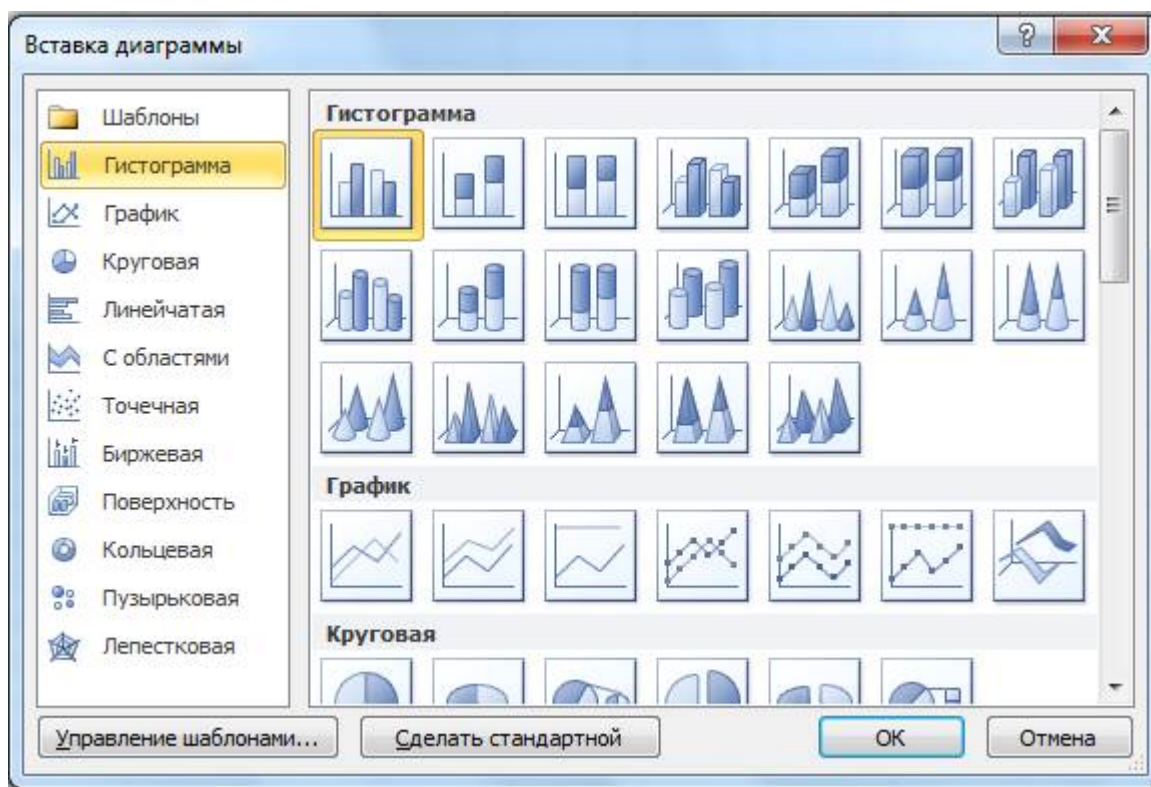 Вставка диаграммы
Шаблоны
Гистограмма
График
Круговая
Линейчатая
С областями
Точечная
Биржевая
Поверхность
Кольцевая
Пузырьковая
Лепестковая
Гистограмма
График
Круговая
Управление шаблонами...
Сделать стандартной
ОК
Отмена